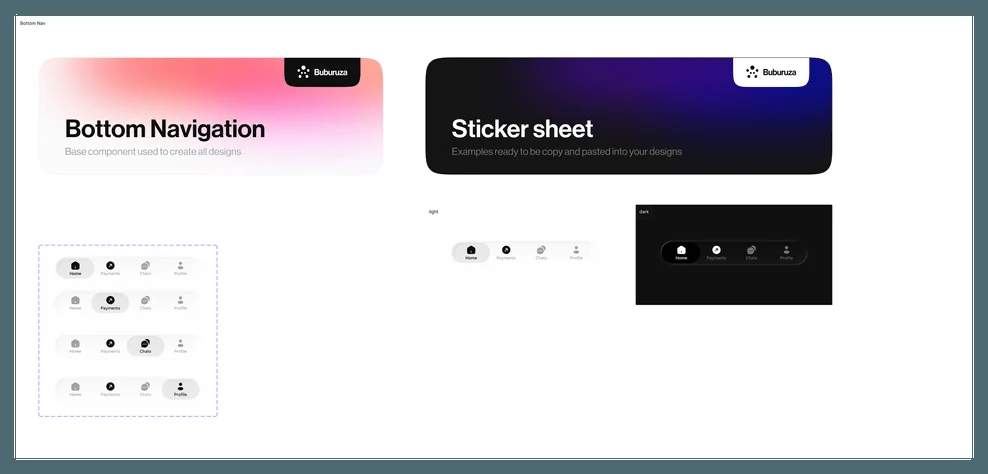 Bottom Nav
Buburuza
Bottom Navigation
Base component used to create all designs
Buburuza
Sticker sheet
Examples ready to be copy and pasted into your designs
light
Home Payments Chats Profile
dark
Home Payments Chats Profile
Home Payments Chats Profile
Home Payments Chats Profile
Home Payments Chats Profile
Home Payments Chats Profile